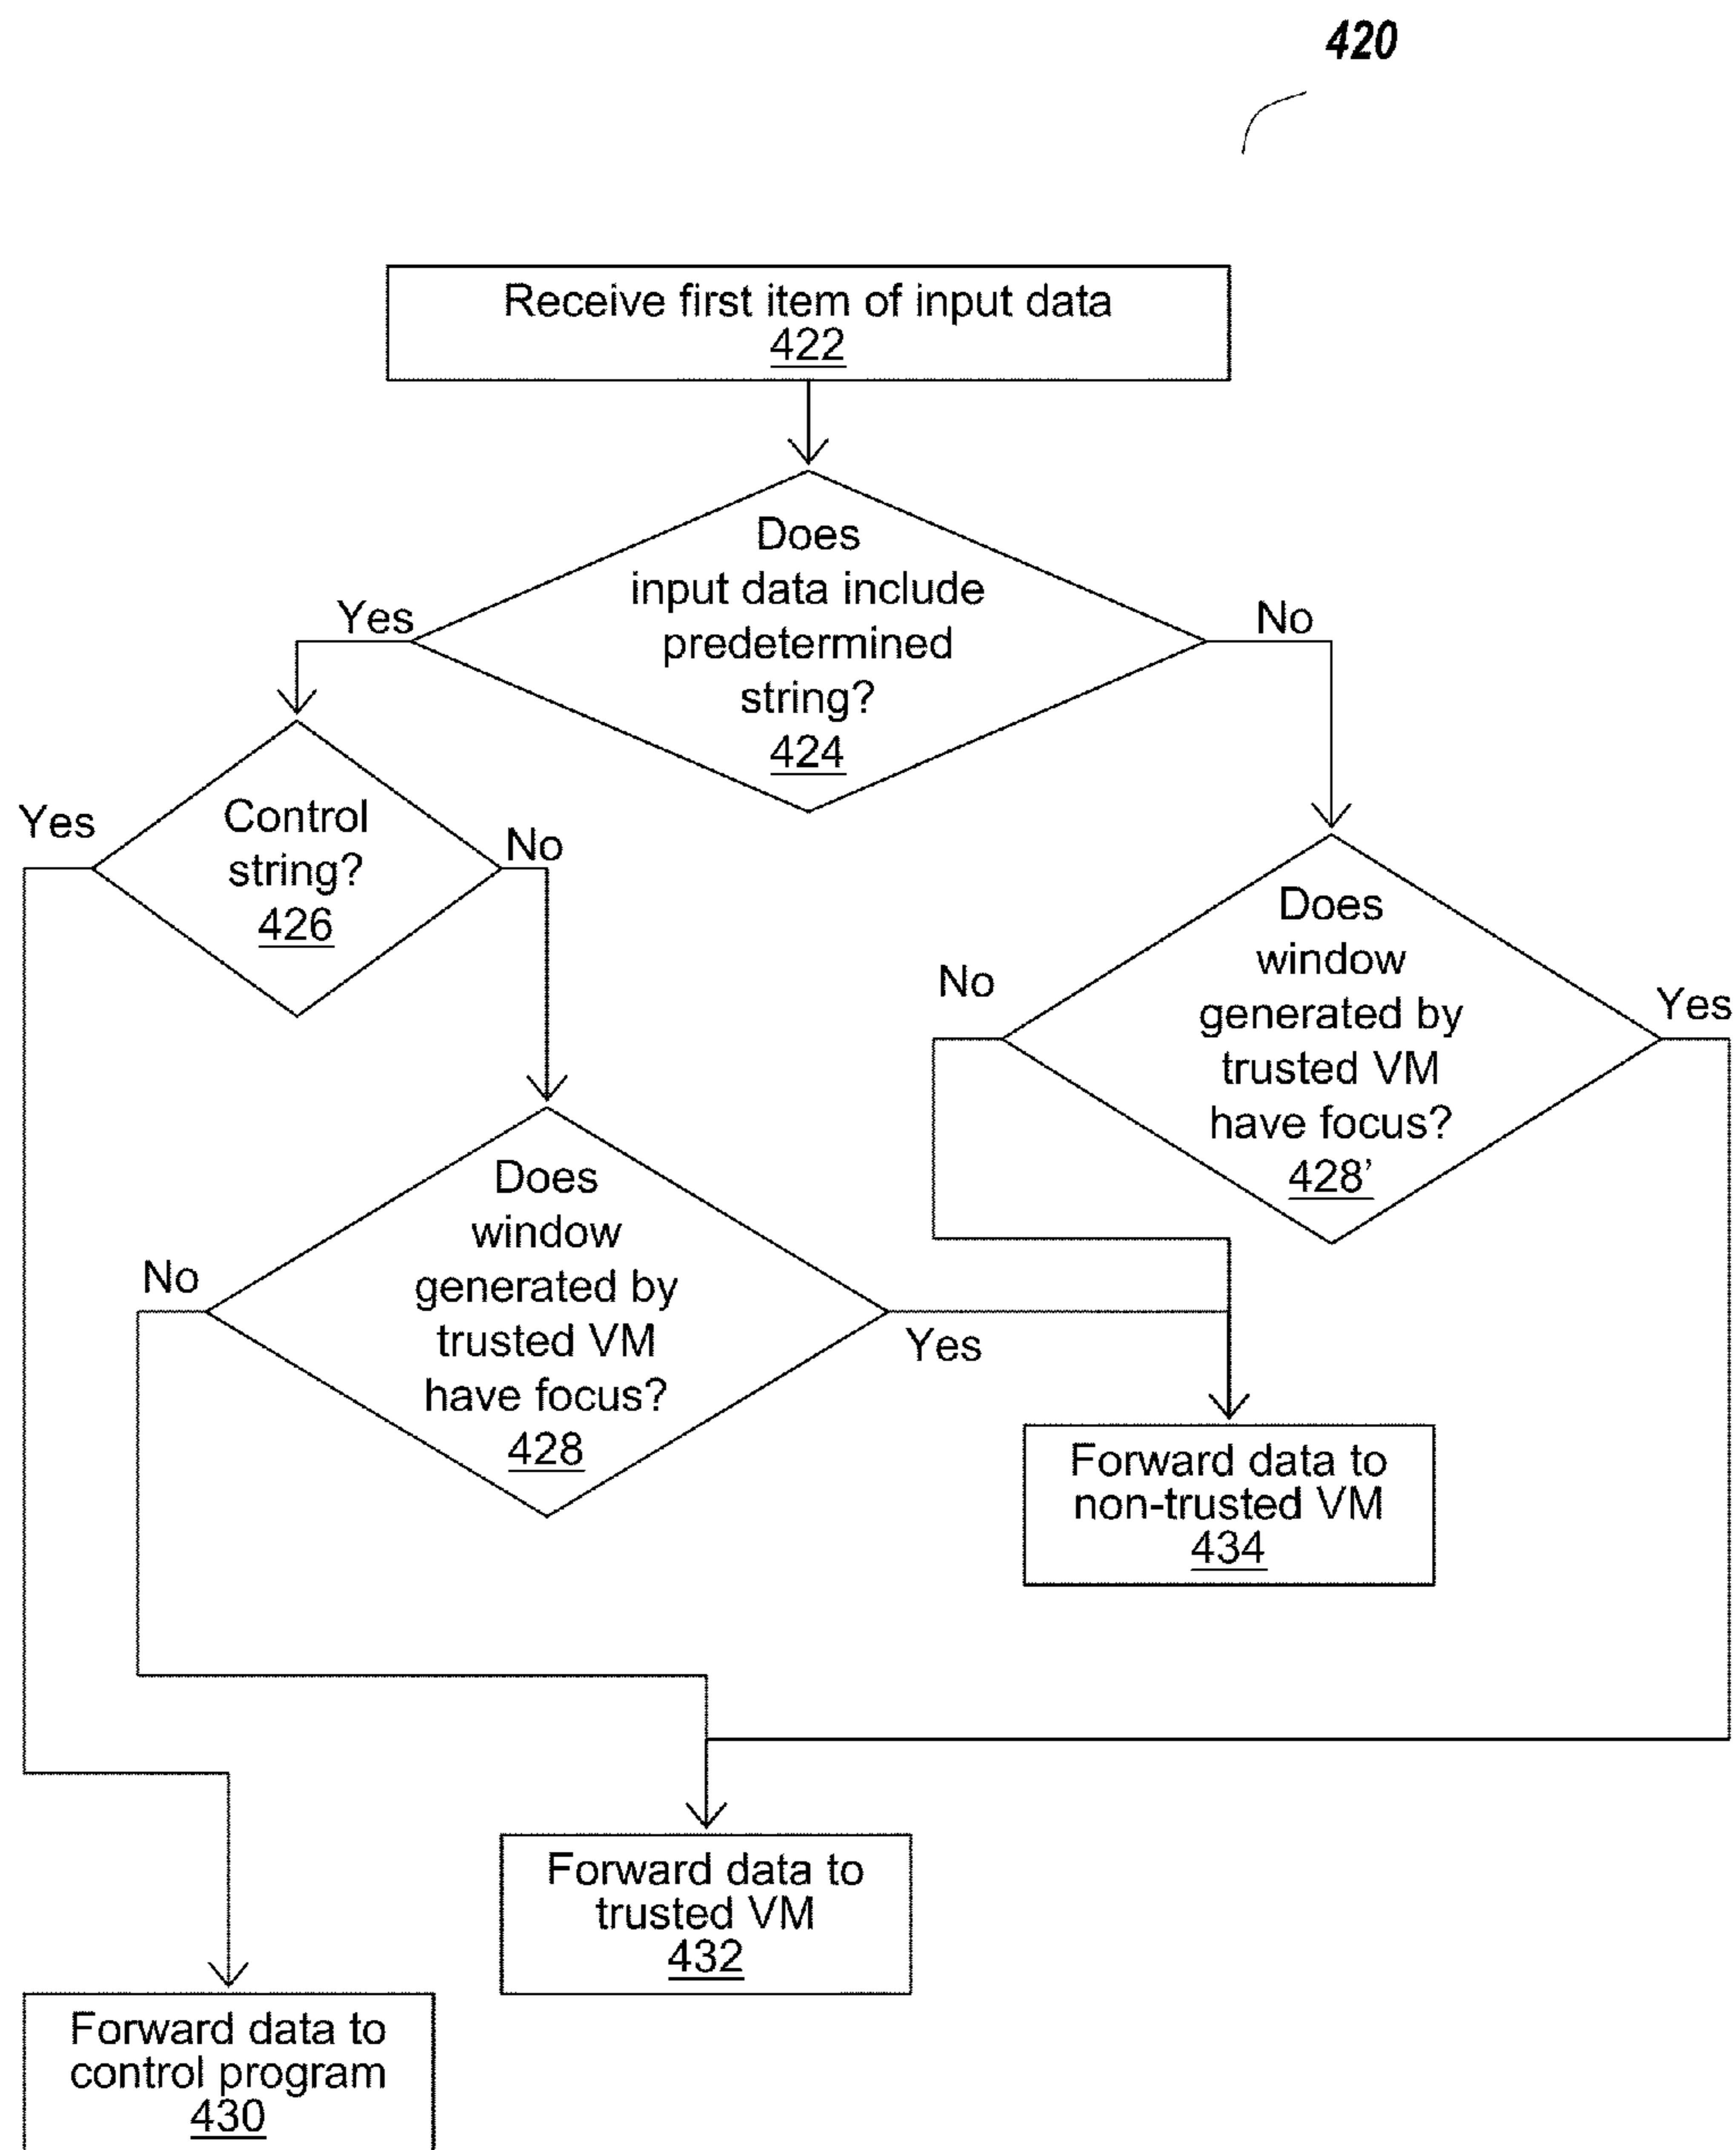 420
Receive first item of input data
422
Does
input data include
predetermined
string?
424
Yes
No
Control
string?
426
Yes
No
Does
window
generated by
trusted VM
have focus?
428’
No
Yes
Does
window
generated by
trusted VM
have focus?
428
No
Yes
Forward data to
non-trusted VM
434
Forward data to
trusted VM
432
Forward data to
control program
430